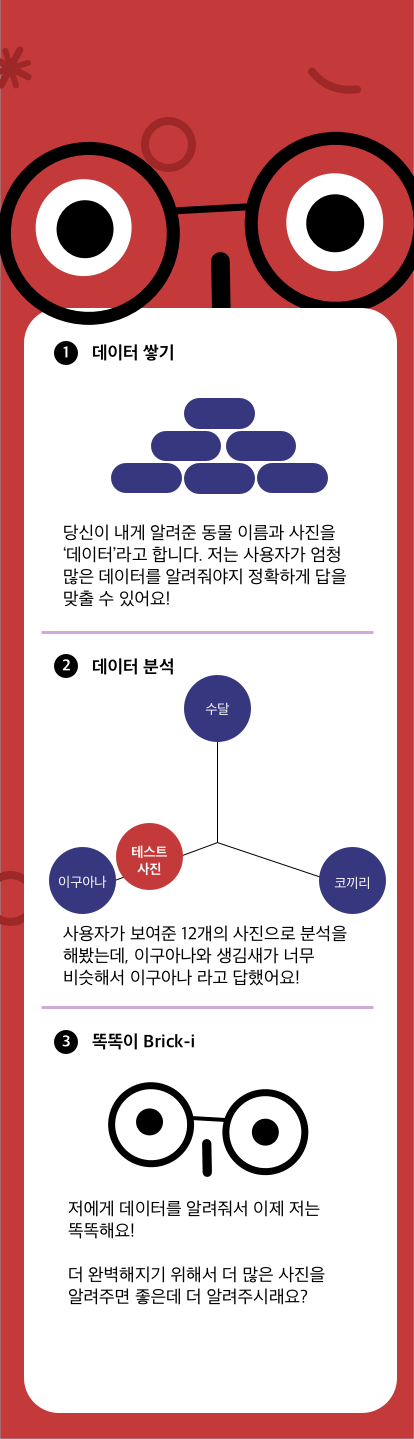 1 데이터 쌓기
당신이 내게 알려준 동물 이름과 사진을
‘데이터’라고 합니다. 저는 사용자가 엄청
많은 데이터를 알려줘야지 정확하게 답을
맞출 수 있어요!
2 데이터 분석
수달
테스트
사진
이구아나
코끼리
사용자가 보여준 12개의 사진으로 분석을
해봤는데, 이구아나와 생김새가 너무
비슷해서 이구아나 라고 답했어요!
3 똑똑이 Brick-i
저에게 데이터를 알려줘서 이제 저는
똑똑해요!
더 완벽해지기 위해서 더 많은 사진을
알려주면 좋은데 더 알려주시래요?